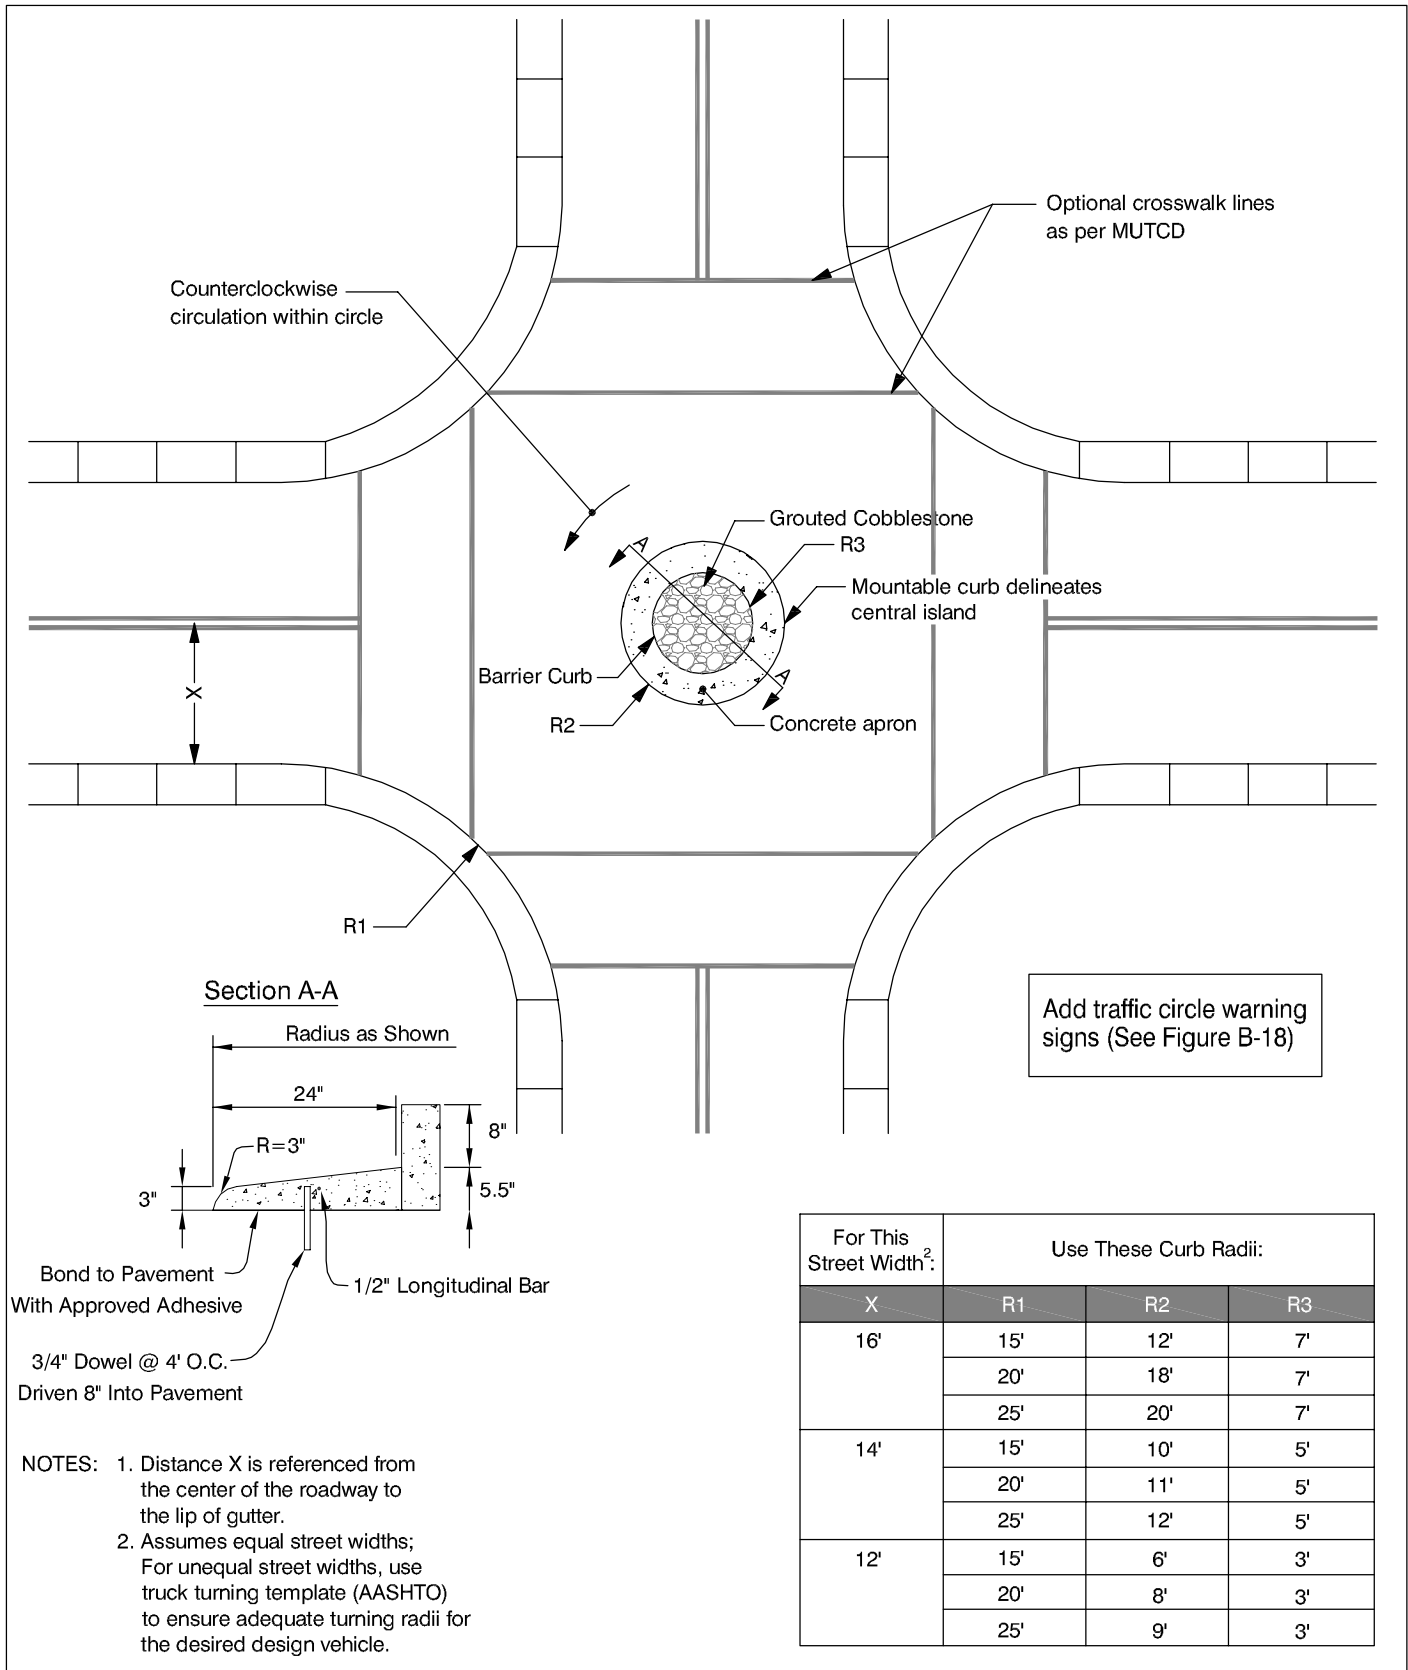 Optional crosswalk lines
as per MUTCD
Counterclockwise
circulation within circle
Grouted Cobblestone
A
R3
Mountable curb delineates
central island
Barrier Curb
A
X
R2
Concrete apron
R1
Section A-A
Radius as Shown
Add traffic circle warning
signs (See Figure B-18)
24"
8"
R=3"
3"
5.5"
Bond to Pavement
With Approved Adhesive
1/2" Longitudinal Bar
3/4" Dowel @ 4' O.C.
Driven 8" Into Pavement
For This
Street Width2:
Use These Curb Radii:
X R1 R2 R3
16' 15' 12' 7'
20' 18' 7'
25' 20' 7'
14' 15' 10' 5'
20' 11' 5'
25' 12' 5'
12' 15' 6' 3'
20' 8' 3'
25' 9' 3'
NOTES: 1. Distance X is referenced from
the center of the roadway to
the lip of gutter.
2. Assumes equal street widths;
For unequal street widths, use
truck turning template (AASHTO)
to ensure adequate turning radii for
the desired design vehicle.